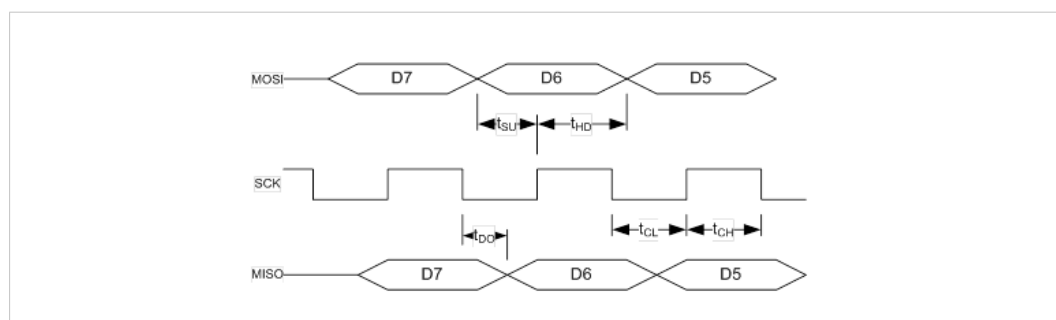 MOSI D7 D6 D5
tSU tHD
SCK
tDO tCL tCH
MISO D7 D6 D5